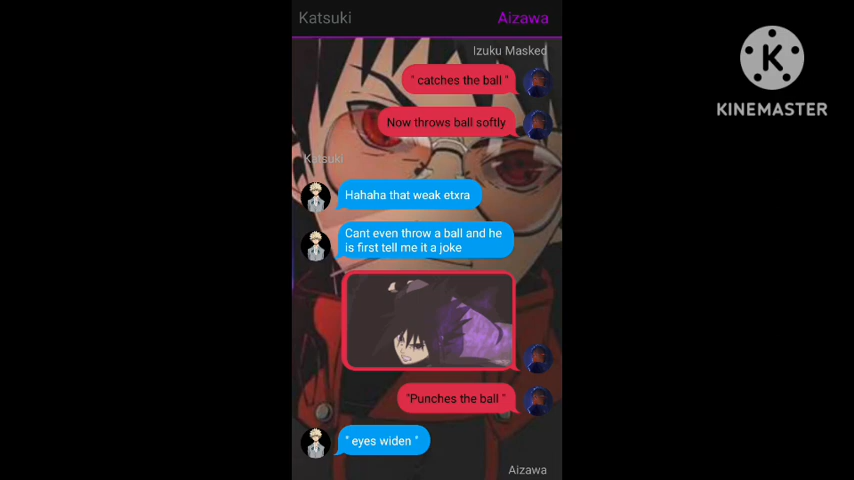 Katsuki
Aizawa
Izuku Masked
" catches the ball "
Now throws ball softly
Katsuki
Hahaha that weak etxra
Cant even throw a ball and he
is first tell me it a joke
"Punches the ball "
" eyes widen "
Aizawa
KINEMASTER